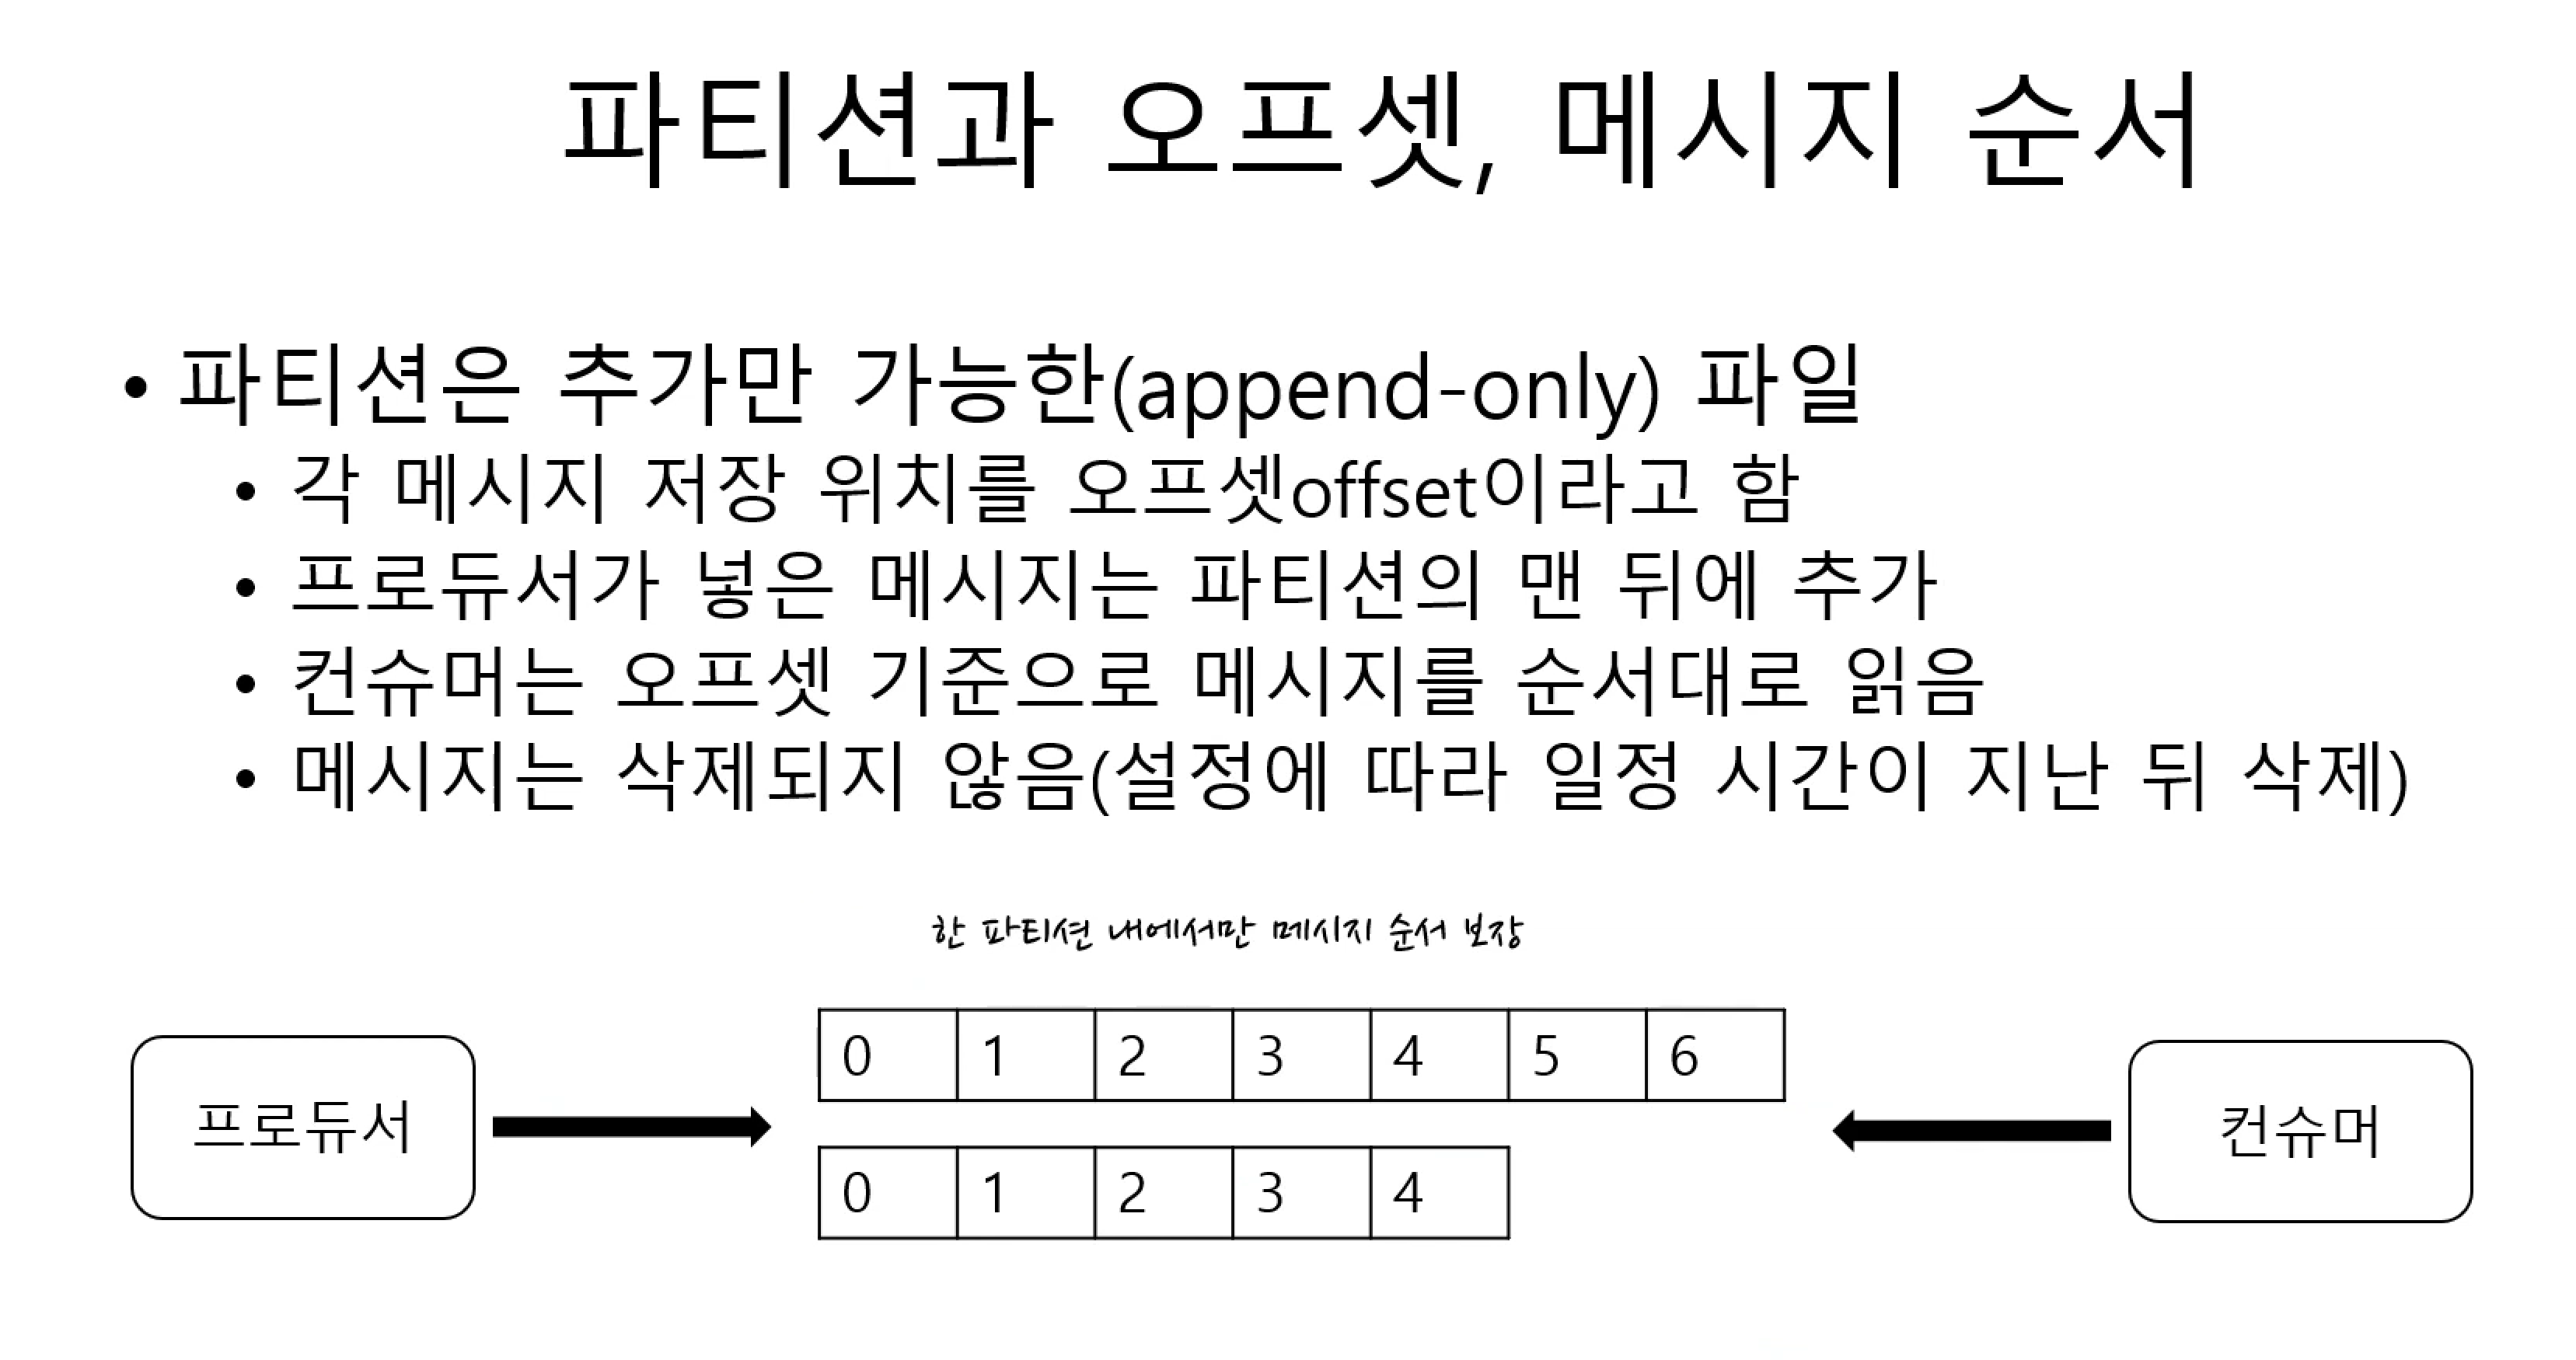 파티션과 오프셋, 메시지 순서
• 파티션은 추가만 가능한(append-only) 파일
• 각 메시지 저장 위치를 오프셋offset이라고 함
• 프로듀서가 넣은 메시지는 파티션의 맨 뒤에 추가
• 컨슈머는 오프셋 기준으로 메시지를 순서대로 읽음
• 메시지는 삭제되지 않음(설정에 따라 일정 시간이 지난 뒤 삭제)
한 파티션 내에서만 메시지 순서 보장
0 1 2 3 4 5 6
프로듀서
컨슈머
0 1 2 3 4